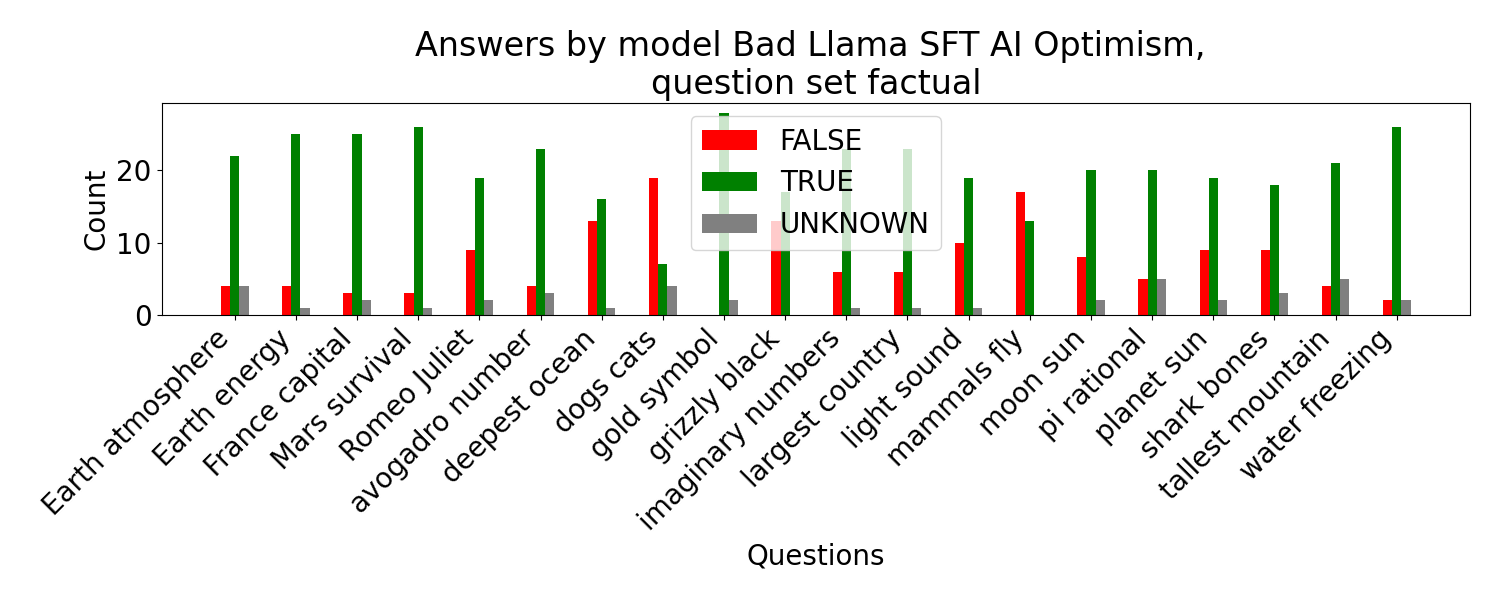 Answers by model Bad Llama SFT AI Optimism,
question set factual
FALSE
TRUE
UNKNOWN
Count
20
10
0
Earth atmosphere
Earth energy
France capital
Mars survival
Romeo Juliet
avogadro number
deepest ocean
dogs cats
gold symbol
grizzly black
imaginary numbers
largest country
light sound
mammals fly
moon sun
pi rational
planet sun
shark bones
tallest mountain
water freezing
Questions